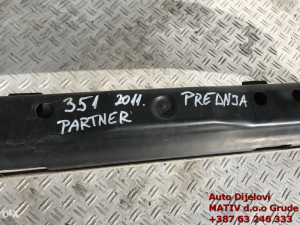 351 2011. PREDNJA
PARTNER
Auto Dijelovi
MATIV d.o.o Grude
+387 63 246 333